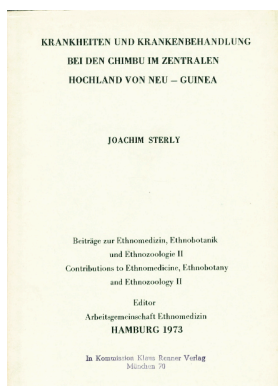 KRANKHEITEN UND KRANKENBEHANDLUNG
BEI DEN CHIMBU IM ZENTRALEN
HOCHLAND VON NEU – GUINEA
JOACHIM STERLY
Beiträge zur Ethnomedizin, Ethnobotanik
und Ethnozoologie II
Contributions to Ethnomedicine, Ethnobotany
and Ethnozoology II
Editor
Arbeitsgemeinschaft Ethnomedizin
HAMBURG 1973
In Kommission Klaus Renner Verlag
München 70